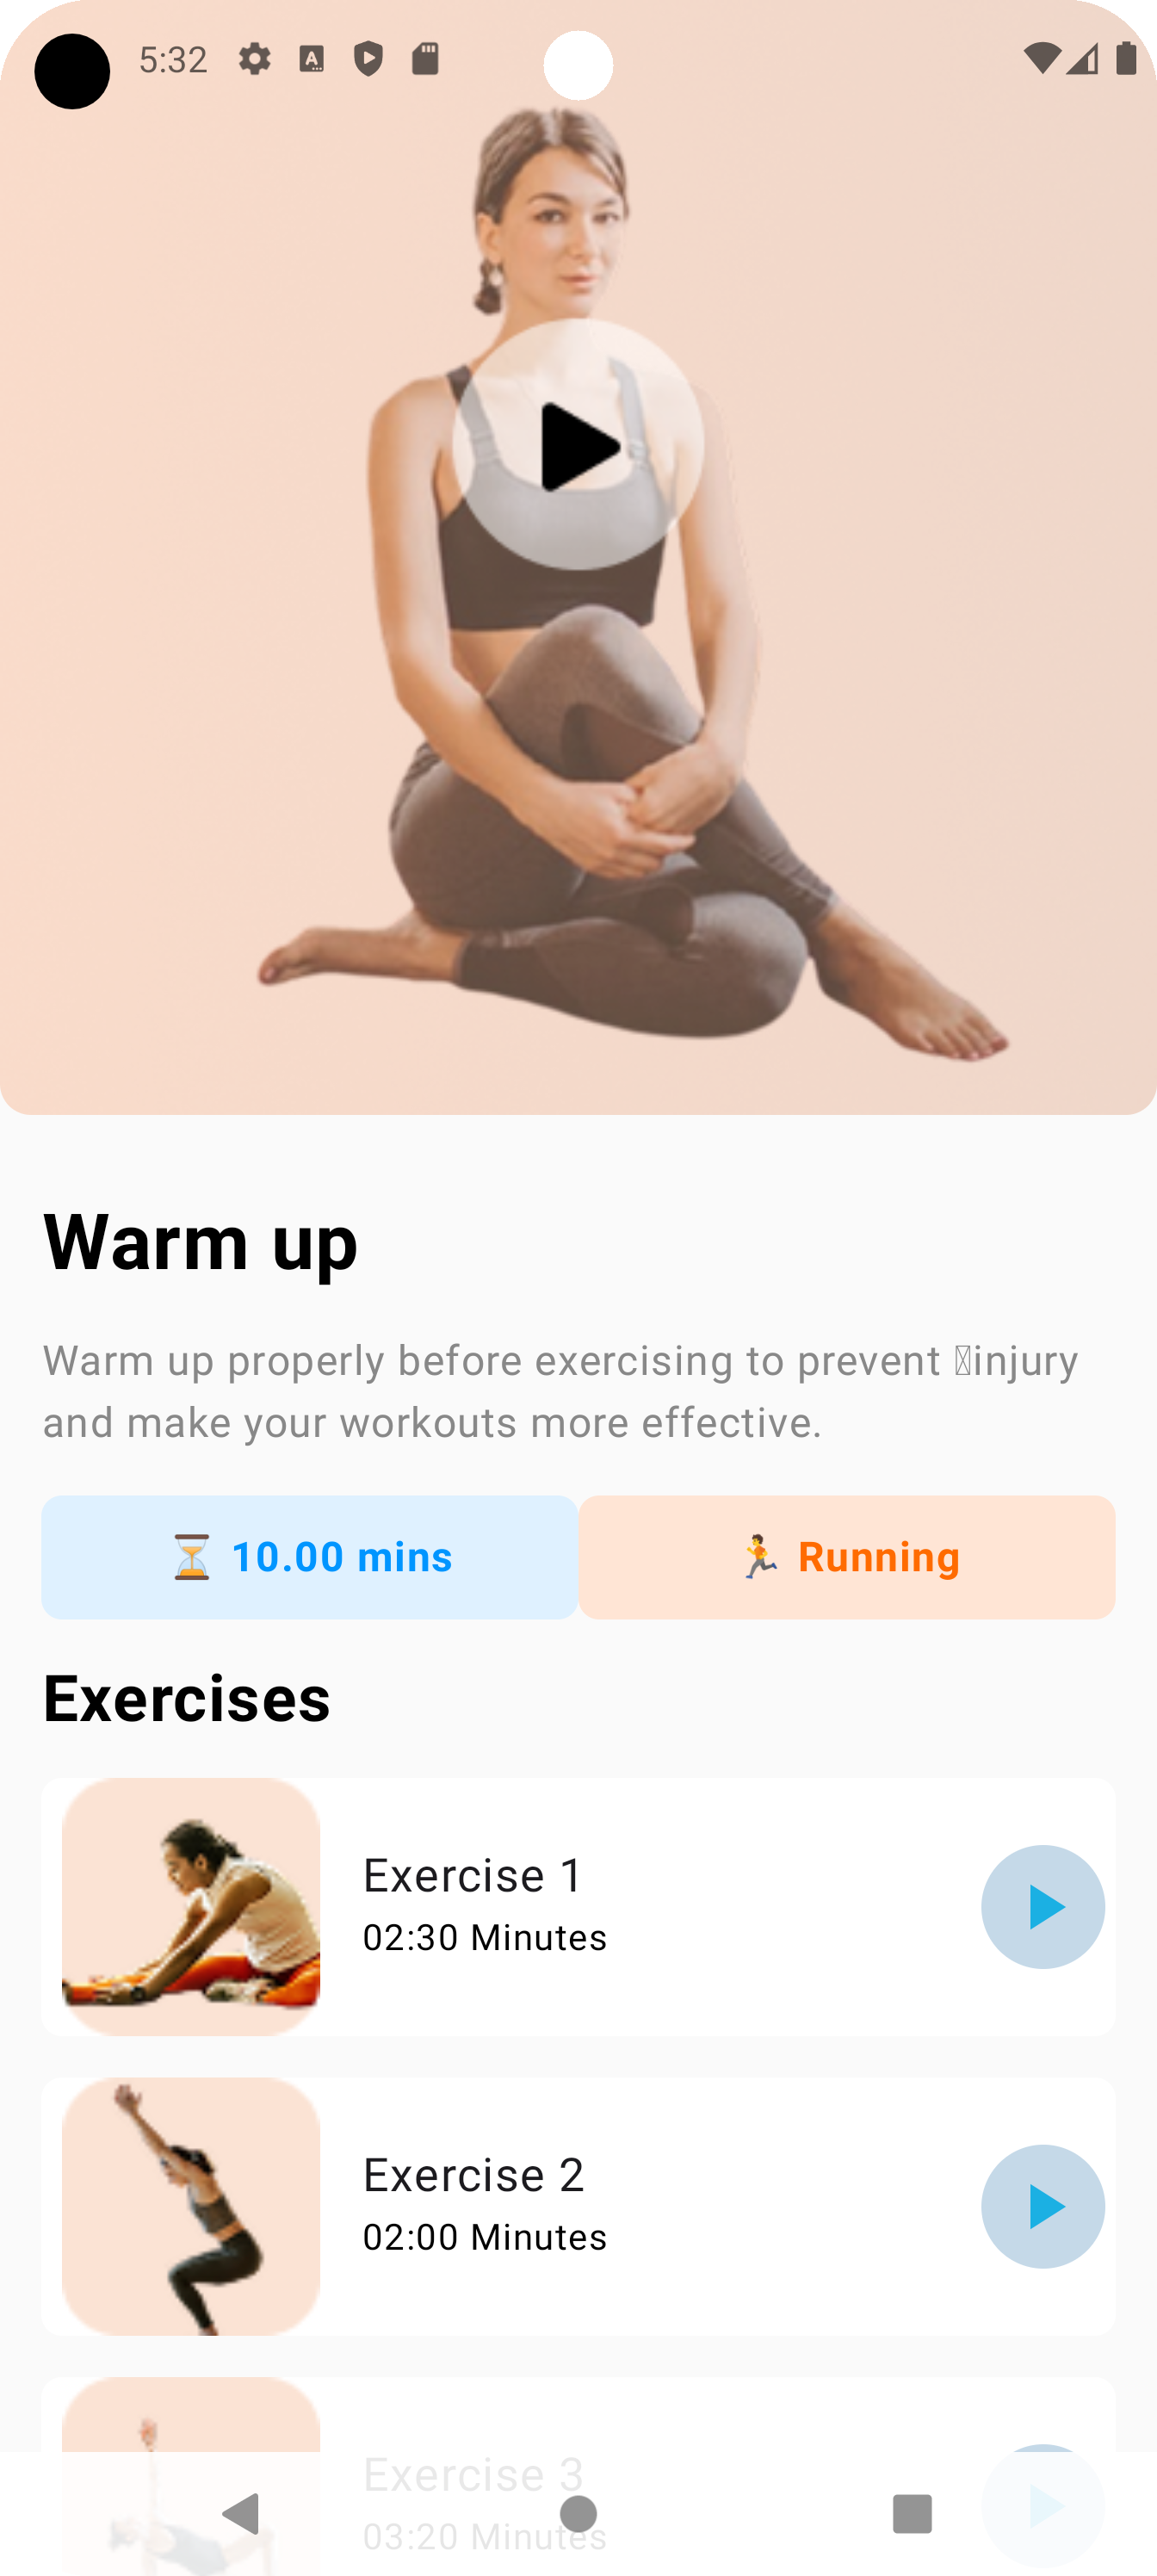 5:32
Warm up
Warm up properly before exercising to prevent injury
and make your workouts more effective.
⏳ 10.00 mins
🏃 Running
Exercises
Exercise 1
02:30 Minutes
Exercise 2
02:00 Minutes
Exercise 3
03:20 Minutes